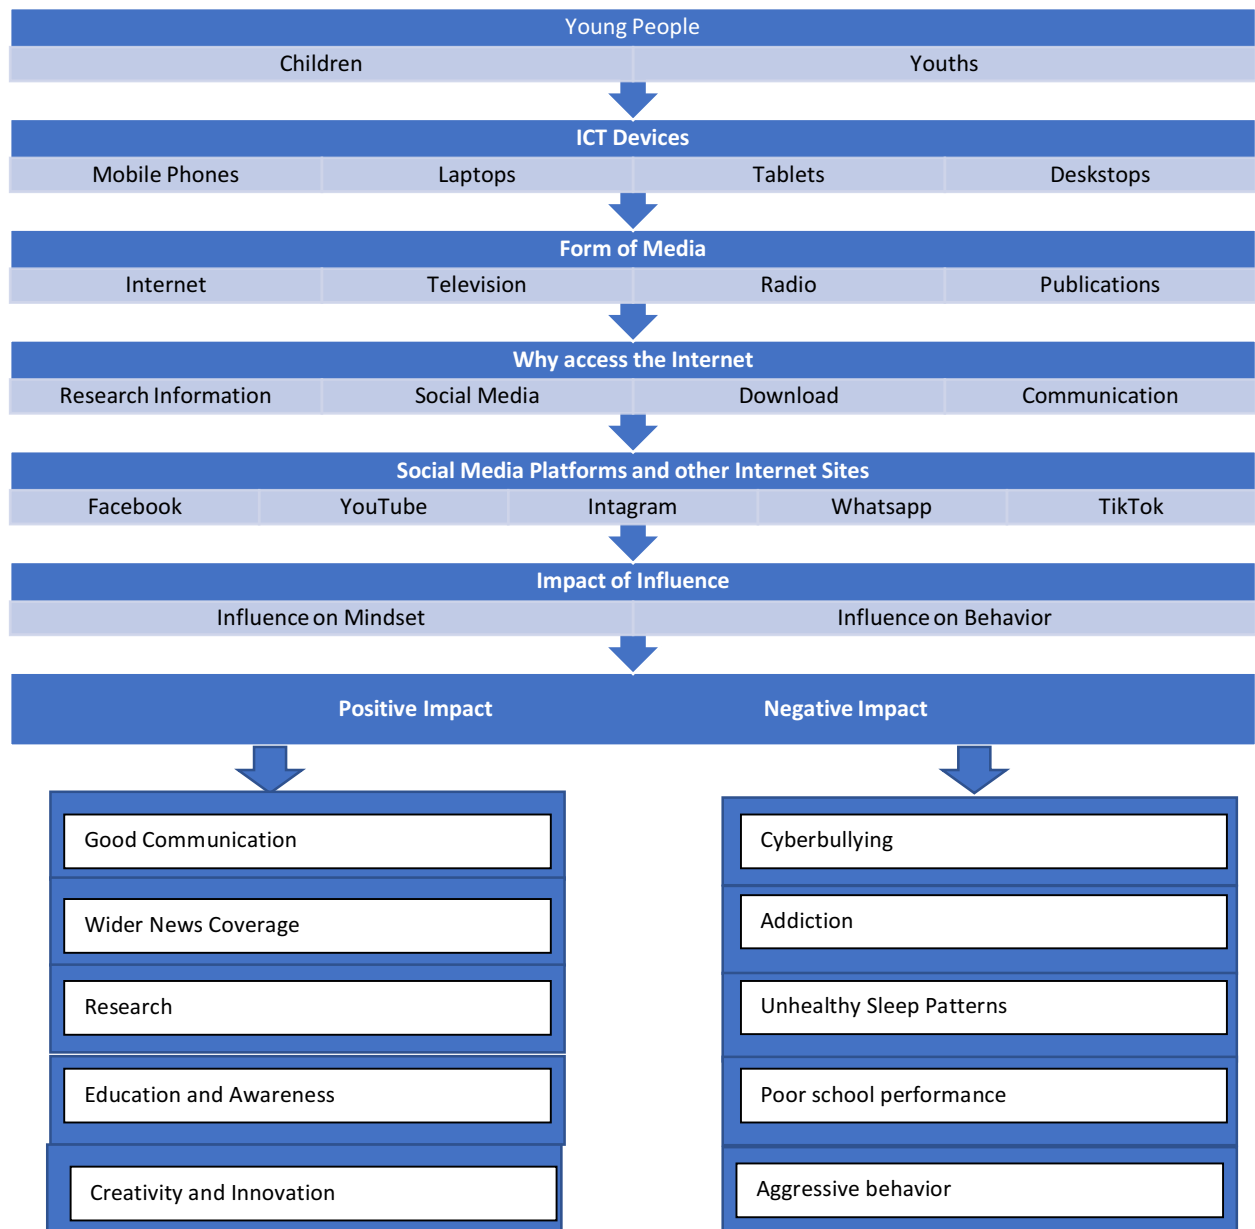 Young People
Children Youths
ICT Devices
Mobile Phones Laptops Tablets Deskstops
Form of Media
Internet Television Radio Publications
Why access the Internet
Research Information Social Media Download Communication
Social Media Platforms and other Internet Sites
Facebook YouTube Intagram Whatsapp TikTok
Impact of Influence
Influence on Mindset Influence on Behavior
Positive Impact Negative Impact
Good Communication
Wider News Coverage
Research
Education and Awareness
Creativity and Innovation
Cyberbullying
Addiction
Unhealthy Sleep Patterns
Poor school performance
Aggressive behavior